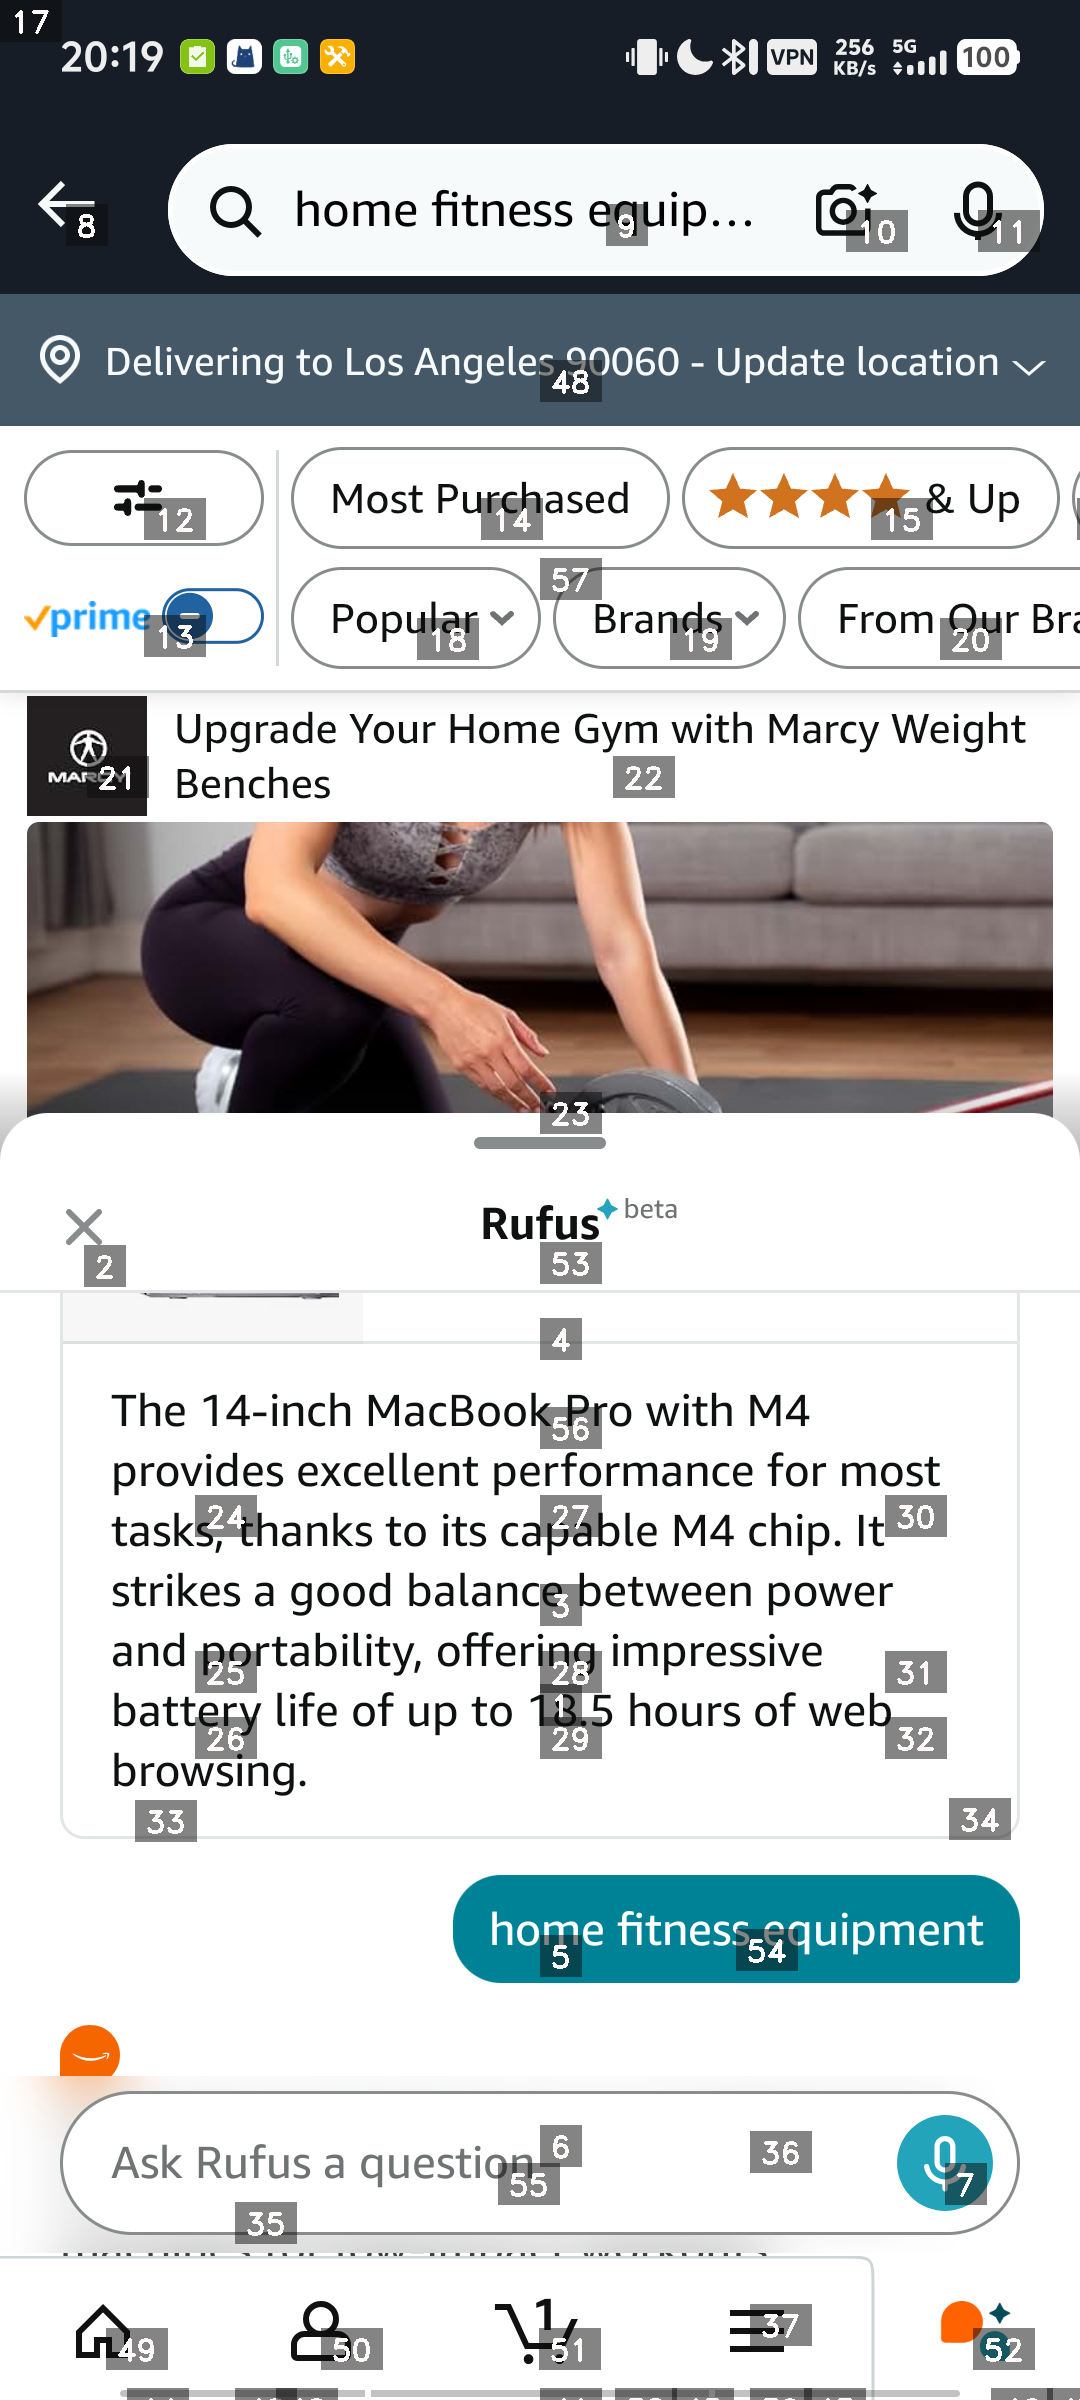 17
20:19
VPN
256 KB/s
5G
100
8
home fitness equip...
9
10
11
Delivering to Los Angeles 90060 - Update location
48
12
Most Purchased
14
& Up
15
57
prime
13
Popular
18
Brands
19
From Our Bra
20
MARCY
21
Upgrade Your Home Gym with Marcy Weight
Benches
22
23
Rufus beta
2
53
4
The 14-inch MacBook Pro with M4
56
provides excellent performance for most
24
27
30
tasks, thanks to its capable M4 chip. It
strikes a good balance between power
3
and portability, offering impressive
25
28
31
battery life of up to 18.5 hours of web
1
26
29
32
browsing.
33
34
home fitness equipment
5
54
Ask Rufus a question
6
36
55
7
35
1
37
49
50
51
52